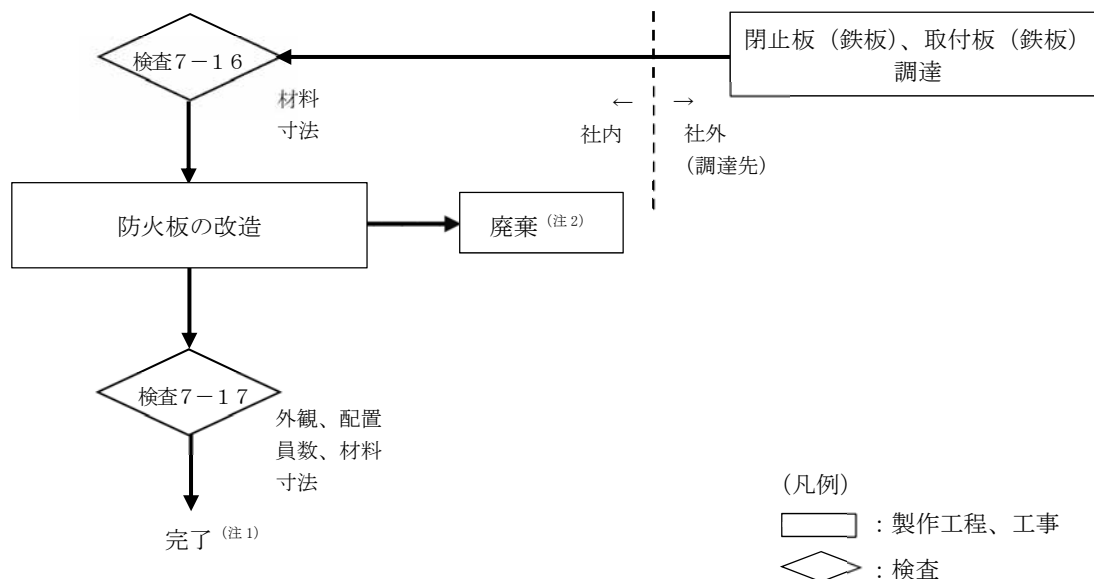 検査7-16
材料
寸法
閉止板（鉄板）、取付板（鉄板）
調達
← →
社内 社外
（調達先）
防火板の改造
廃棄（注2）
検査7-17
外観、配置
員数、材料
寸法
完了（注1）
（凡例）
：製作工程、工事
：検査